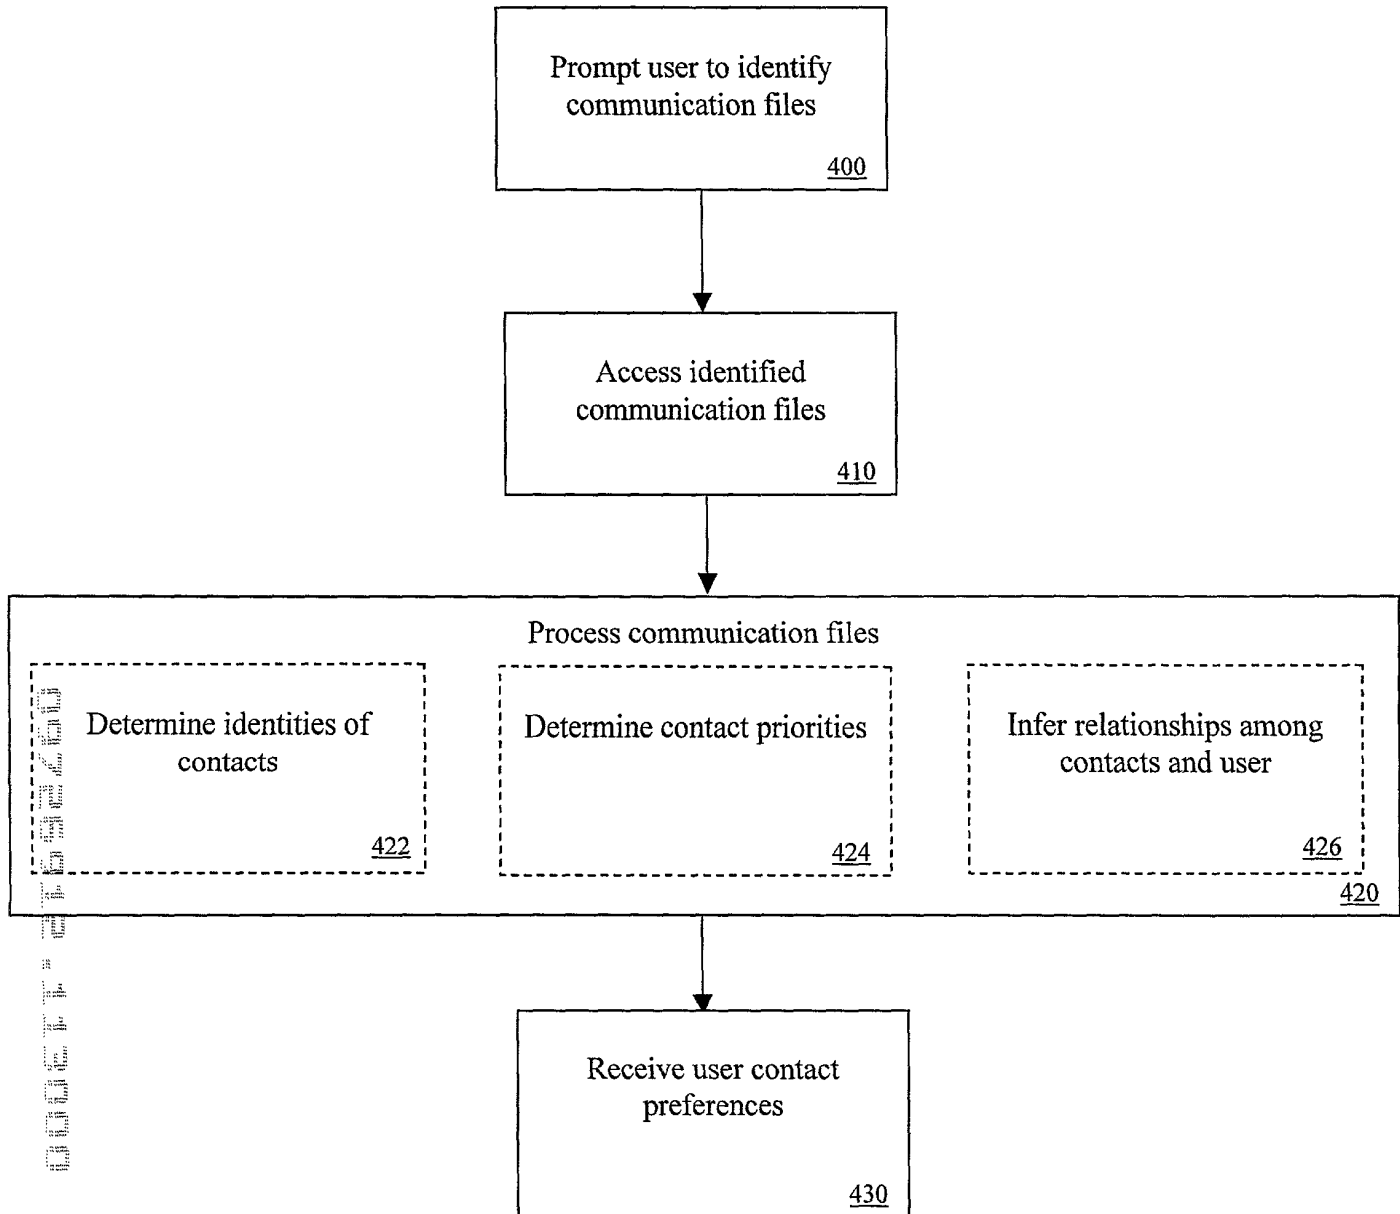 Prompt user to identify
communication files
400
Access identified
communication files
410
Process communication files
Determine identities of
contacts
422
Determine contact priorities
424
Infer relationships among
contacts and user
426
420
Receive user contact
preferences
430